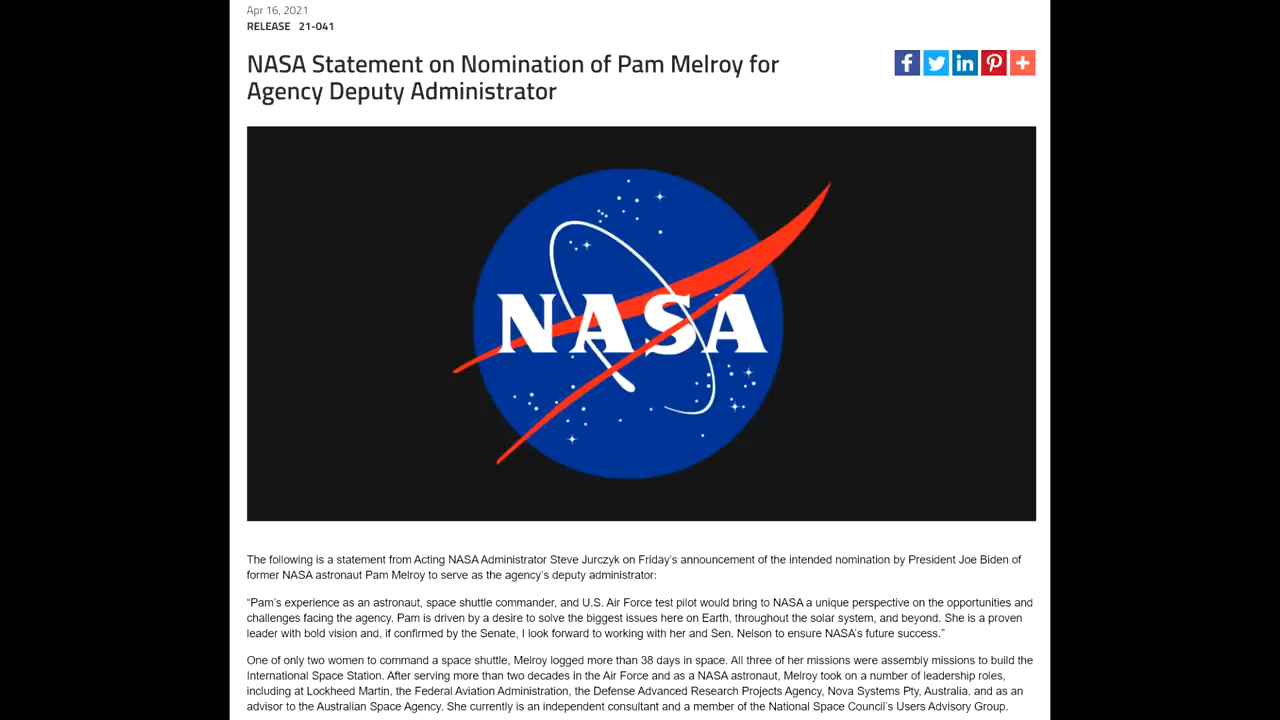 Apr 16, 2021
RELEASE 21-041
NASA Statement on Nomination of Pam Melroy for
Agency Deputy Administrator
NASA
The following is a statement from Acting NASA Administrator Steve Jurczyk on Friday's announcement of the intended nomination by President Joe Biden of
former NASA astronaut Pam Melroy to serve as the agency's deputy administrator:
“Pam's experience as an astronaut, space shuttle commander, and U.S. Air Force test pilot would bring to NASA a unique perspective on the opportunities and
challenges facing the agency. Pam is driven by a desire to solve the biggest issues here on Earth, throughout the solar system, and beyond. She is a proven
leader with bold vision and, if confirmed by the Senate, I look forward to working with her and Sen. Nelson to ensure NASA's future success.”
One of only two women to command a space shuttle, Melroy logged more than 38 days in space. All three of her missions were assembly missions to build the
International Space Station. After serving more than two decades in the Air Force and as a NASA astronaut, Melroy took on a number of leadership roles,
including at Lockheed Martin, the Federal Aviation Administration, the Defense Advanced Research Projects Agency, Nova Systems Pty, Australia, and as an
advisor to the Australian Space Agency. She currently is an independent consultant and a member of the National Space Council's Users Advisory Group.